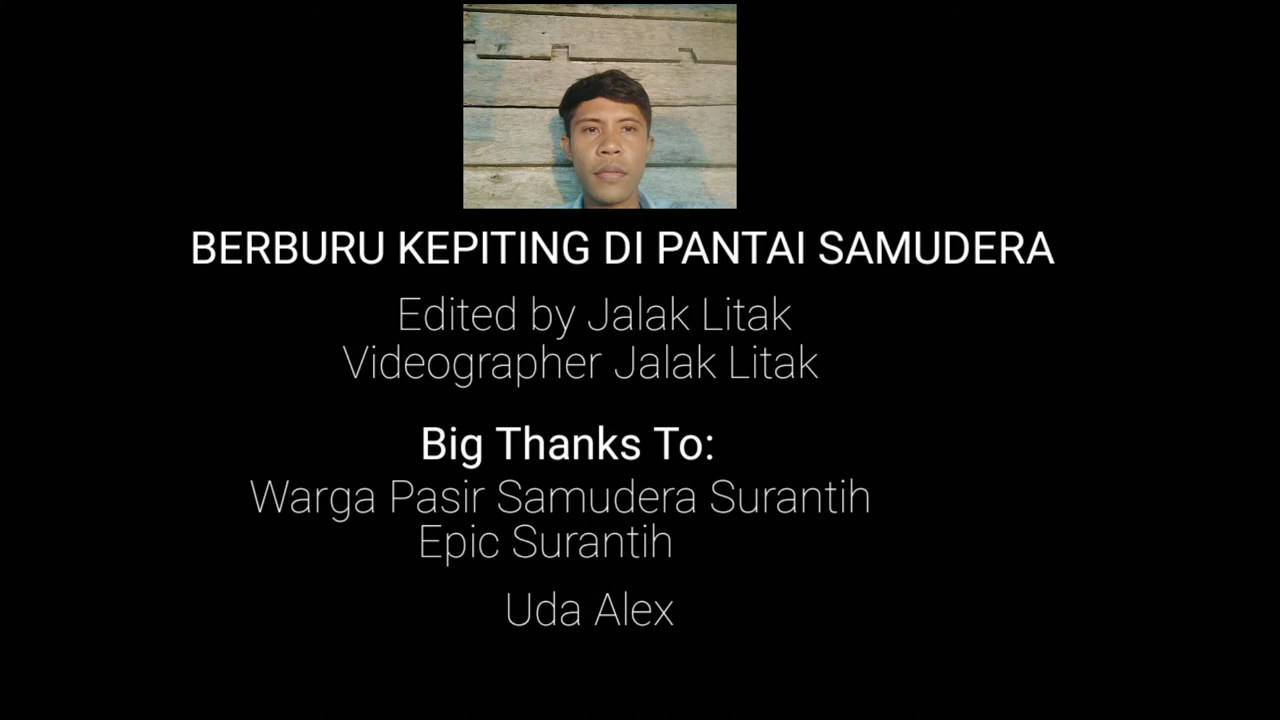 BERBURU KEPITING DI PANTAI SAMUDERA
Edited by Jalak Litak
Videographer Jalak Litak
Big Thanks To:
Warga Pasir Samudera Surantih
Epic Surantih
Uda Alex